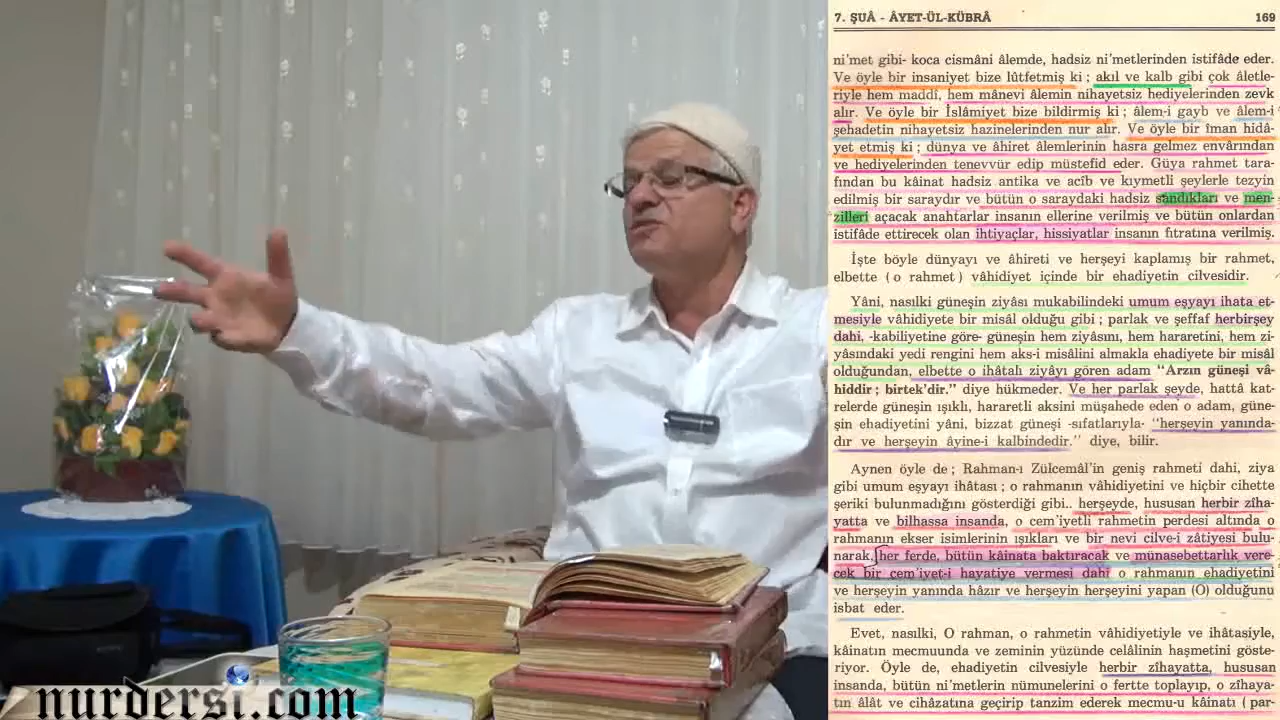 7. ŞUÂ - ÂYET-ÜL-KÜBRÂ 169
ni'met gibi- koca cismâni âlemde, hadsiz ni'metlerinden istifâde eder.
Ve öyle bir insaniyet bize lûtfetmiş ki ; akıl ve kalb gibi çok âletle-
riyle hem maddî, hem mânevi âlemin nihayetsiz hediyelerinden zevk
alır. Ve öyle bir İslâmiyet bize bildirmiş ki ; âlem-i gayb ve âlem-i
şehadetin nihayetsiz hazinelerinden nur alır. Ve öyle bir îman hidâ-
yet etmiş ki ; dünya ve âhiret âlemlerinin hasra gelmez envârından
ve hediyelerinden tenevvür edip müstefid eder. Güya rahmet tara-
fından bu kâinat hadsiz antika ve acîb ve kıymetli şeylerle tezyin
edilmiş bir saraydır ve bütün o saraydaki hadsiz sandıkları ve men-
zilleri açacak anahtarlar insanın ellerine verilmiş ve bütün onlardan
istifâde ettirecek olan ihtiyaçlar, hissiyatlar insanın fıtratına verilmiş.
İşte böyle dünyayı ve âhireti ve herşeyi kaplamış bir rahmet,
elbette ( o rahmet ) vâhidiyet içinde bir ehadiyetin cilvesidir.
Yâni, nasılki güneşin ziyâsı mukabilindeki umum eşyayı ihata et-
mesiyle vâhidiyete bir misâl olduğu gibi ; parlak ve şeffaf herbirşey
dahi, -kabiliyetine göre- güneşin hem ziyâsını, hem hararetini, hem zi-
yâsındaki yedi rengini hem aks-i misâlini almakla ehadiyete bir misâl
olduğundan, elbette o ihâtalı ziyâyı gören adam "Arzın güneşi vâ-
hiddir ; birtek'dir." diye hükmeder. Ve her parlak şeyde, hattâ kat-
relerde güneşin ışıklı, hararetli aksini müşahede eden o adam, güne-
şin ehadiyetini yâni, bizzat güneşi -sıfatlarıyla- "herşeyin yanında-
dır ve herşeyin âyine-i kalbindedir." diye, bilir.
Aynen öyle de ; Rahman-ı Zülcemâl'in geniş rahmeti dahi, ziya
gibi umum eşyayı ihâtası ; o rahmanın vâhidiyetini ve hiçbir cihette
şeriki bulunmadığını gösterdiği gibi.. herşeyde, hususan herbir zîha-
yatta ve bilhassa insanda, o cem'iyetli rahmetin perdesi altında o
rahmanın ekser isimlerinin ışıkları ve bir nevi cilve-i zâtiyesi bulu-
narak, her ferde, bütün kâinata baktıracak ve münasebettarlık vere-
cek bir cem'iyet-i hayatiye vermesi dahi o rahmanın ehadiyetini
ve herşeyin yanında hâzır ve herşeyin herşeyini yapan (O) olduğunu
isbat eder.
Evet, nasılki, O rahman, o rahmetin vâhidiyetiyle ve ihâtasiyle,
kâinatın mecmuunda ve zeminin yüzünde celâlinin haşmetini göste-
riyor. Öyle de, ehadiyetin cilvesiyle herbir zîhayatta, hususan
insanda, bütün ni'metlerin nümunelerini o fertte toplayıp, o zîhaya-
tın âlât ve cihâzatına geçirip tanzim ederek mecmu-u kâinatı (par-
nurdersi.com